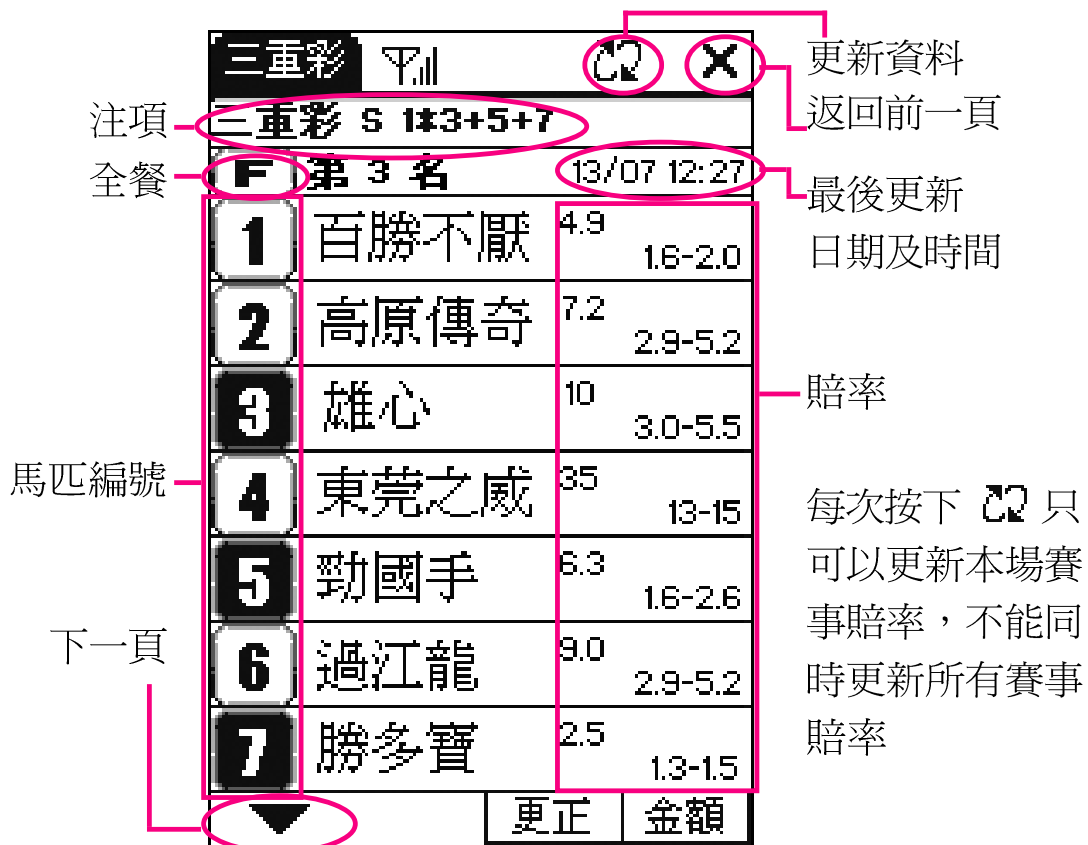 三重彩
更新資料
返回前一頁
注項
三重彩 S 1*3+5+7
全餐
F 第 3 名 13/07 12:27
最後更新
日期及時間
1 百勝不厭 4.9 1.6-2.0
2 高原傳奇 7.2 2.9-5.2
3 雄心 10 3.0-5.5
賠率
馬匹編號
4 東莞之威 35 13-15
5 勁國手 6.3 1.6-2.6
6 過江龍 9.0 2.9-5.2
7 勝多寶 2.5 1.3-1.5
每次按下 只
可以更新本場賽
事賠率，不能同
時更新所有賽事
賠率
下一頁
更正 金額